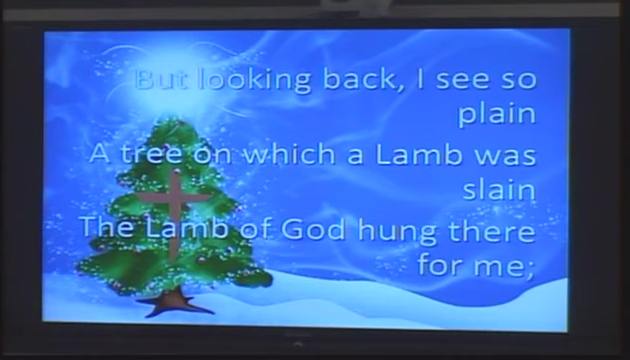 But looking back, I see so
plain
A tree on which a Lamb was
slain
The Lamb of God hung there
for me;